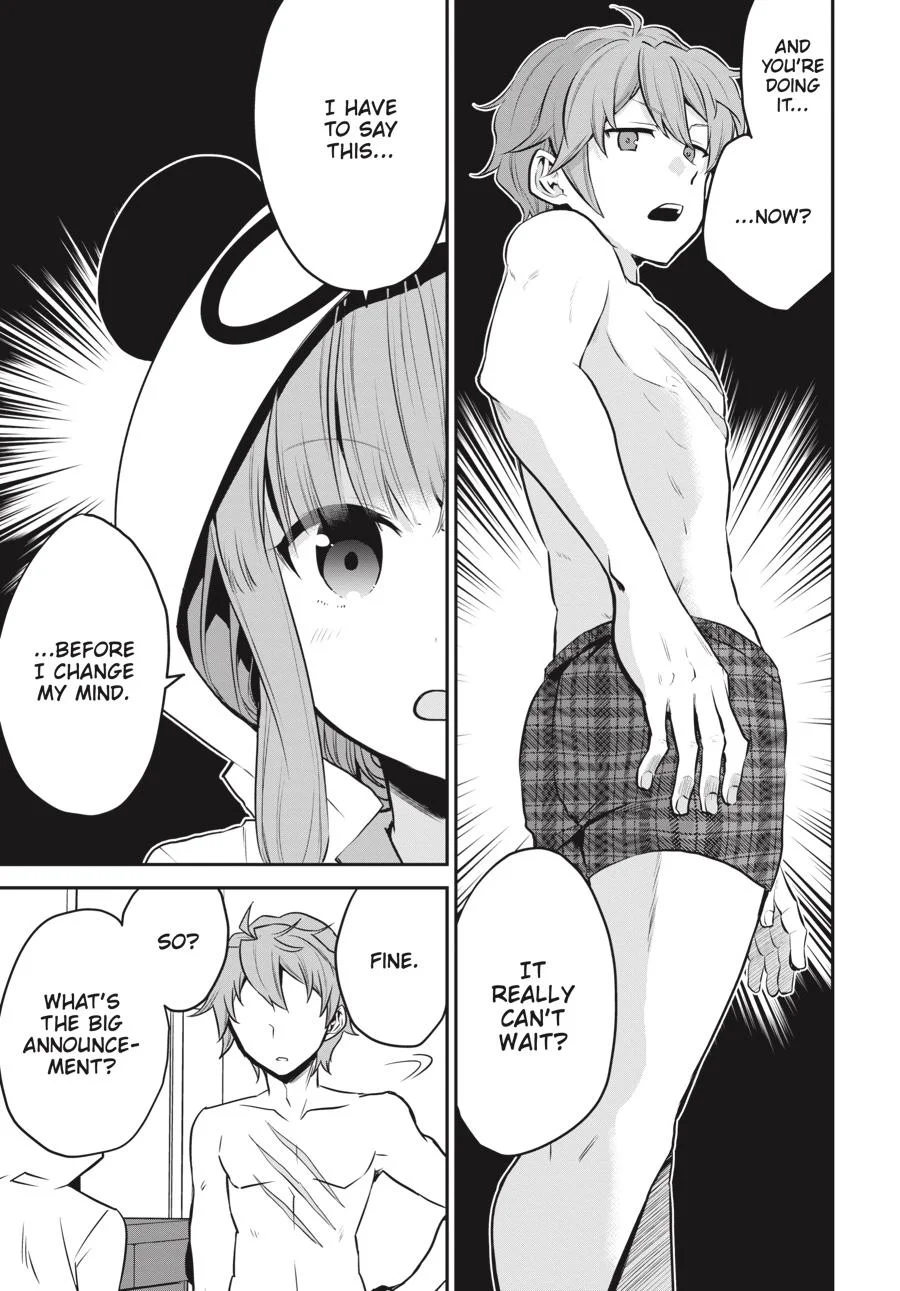 AND
YOU'RE
DOING
IT...
...NOW?
IT
REALLY
CAN'T
WAIT?
I HAVE
TO SAY
THIS...
...BEFORE
I CHANGE
MY MIND.
FINE.
SO?
WHAT'S
THE BIG
ANNOUNCE-
MENT?